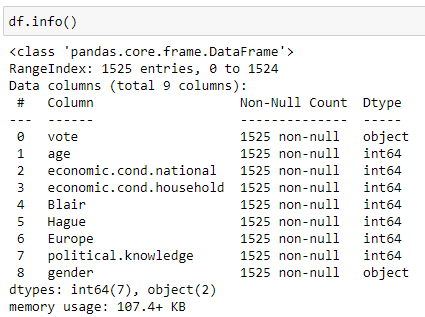 df.info()
<class 'pandas.core.frame.DataFrame'>
RangeIndex: 1525 entries, 0 to 1524
Data columns (total 9 columns):
 #   Column                   Non-Null Count  Dtype
---  ------                   --------------  -----
 0   vote                     1525 non-null   object
 1   age                      1525 non-null   int64
 2   economic.cond.national   1525 non-null   int64
 3   economic.cond.household  1525 non-null   int64
 4   Blair                    1525 non-null   int64
 5   Hague                    1525 non-null   int64
 6   Europe                   1525 non-null   int64
 7   political.knowledge      1525 non-null   int64
 8   gender                   1525 non-null   object
dtypes: int64(7), object(2)
memory usage: 107.4+ KB